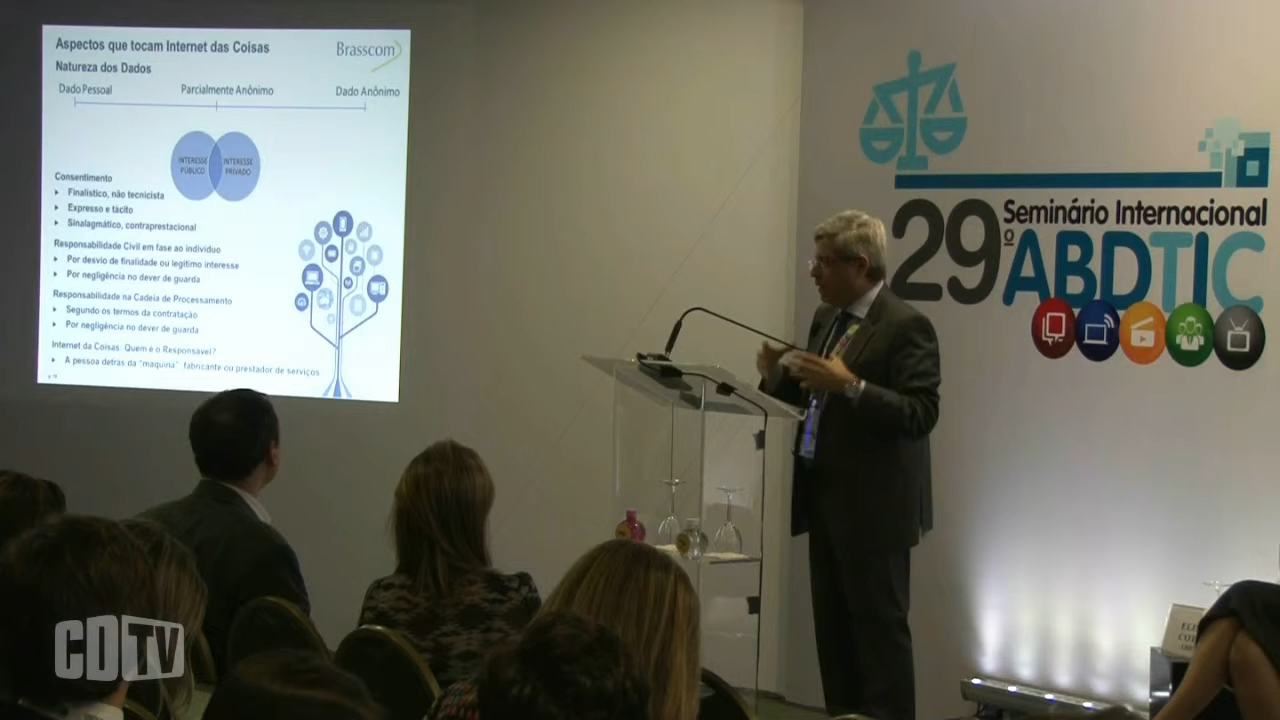 Aspectos que tocam Internet das Coisas
Brasscom
Natureza dos Dados
Dado Pessoal
Parcialmente Anônimo
Dado Anônimo
INTERESSE PÚBLICO
INTERESSE PRIVADO
Consentimento
Finalístico, não tecnicista
Expresso e tácito
Sinalagmático, contraprestacional
Responsabilidade Civil em fase ao indivíduo
Por desvio de finalidade ou legítimo interesse
Por negligência no dever de guarda
Responsabilidade na Cadeia de Processamento
Segundo os termos da contratação
Por negligência no dever de guarda
Internet da Coisas: Quem é o Responsável?
A pessoa detras da "maquina" fabricante ou prestador de serviços
29º
Seminário Internacional
ABDTIC
CDTV